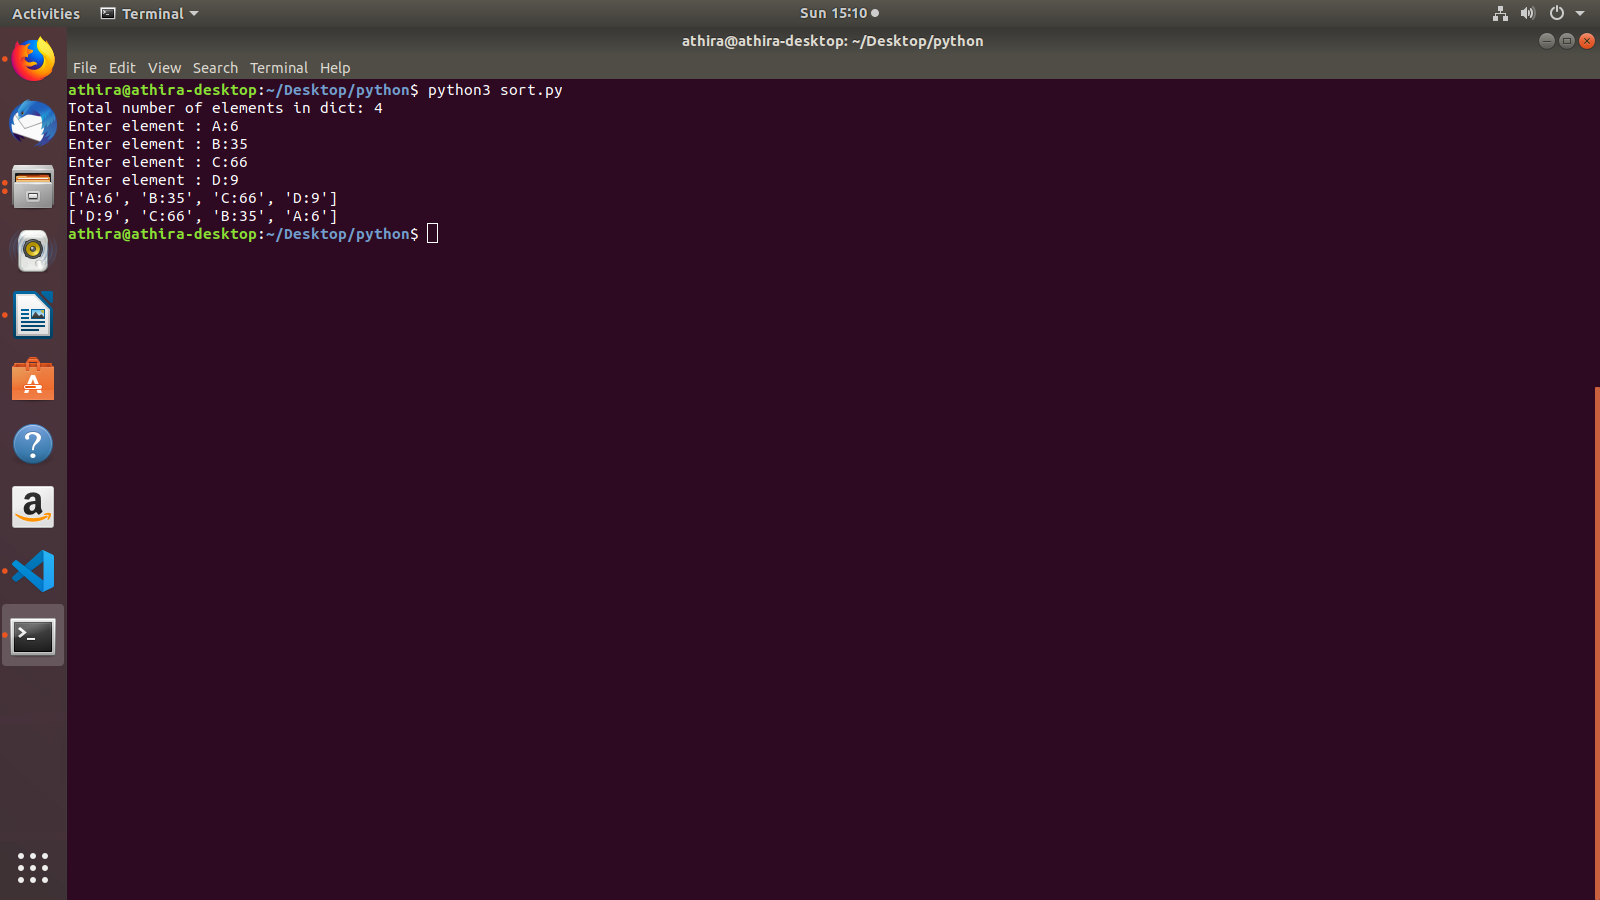 Activities Terminal Sun 15:10
athira@athira-desktop: ~/Desktop/python
File Edit View Search Terminal Help
athira@athira-desktop:~/Desktop/python$ python3 sort.py
Total number of elements in dict: 4
Enter element : A:6
Enter element : B:35
Enter element : C:66
Enter element : D:9
['A:6', 'B:35', 'C:66', 'D:9']
['D:9', 'C:66', 'B:35', 'A:6']
athira@athira-desktop:~/Desktop/python$